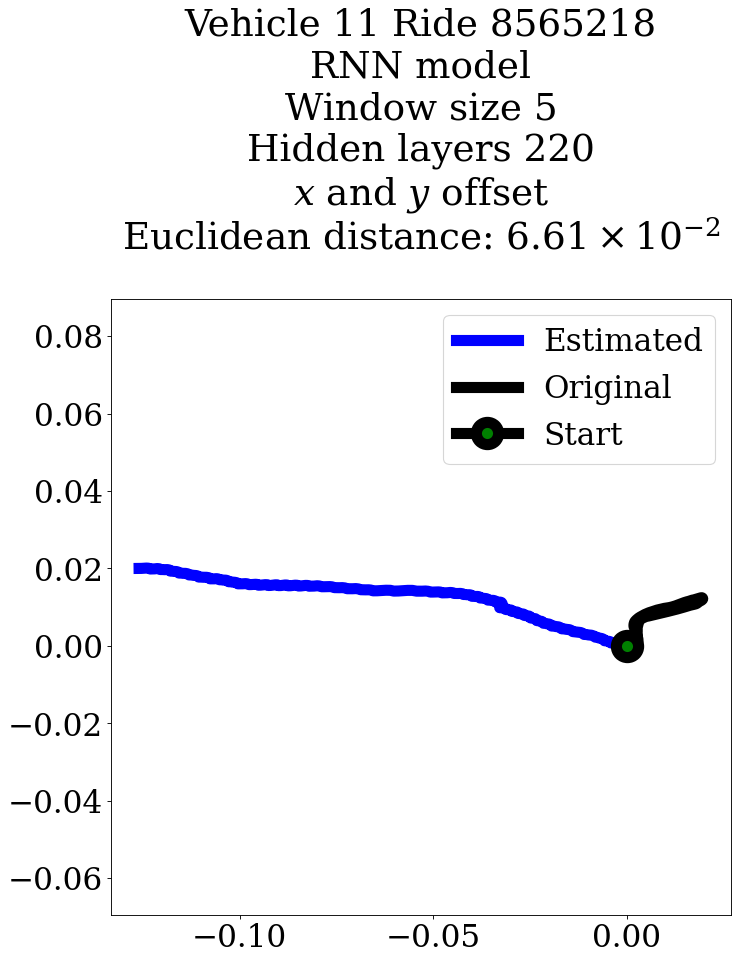 Vehicle 11 Ride 8565218
RNN model
Window size 5
Hidden layers 220
x and y offset
Euclidean distance: 6.61 × 10⁻²
Estimated
Original
Start
0.08
0.06
0.04
0.02
0.00
−0.02
−0.04
−0.06
−0.10 −0.05 0.00